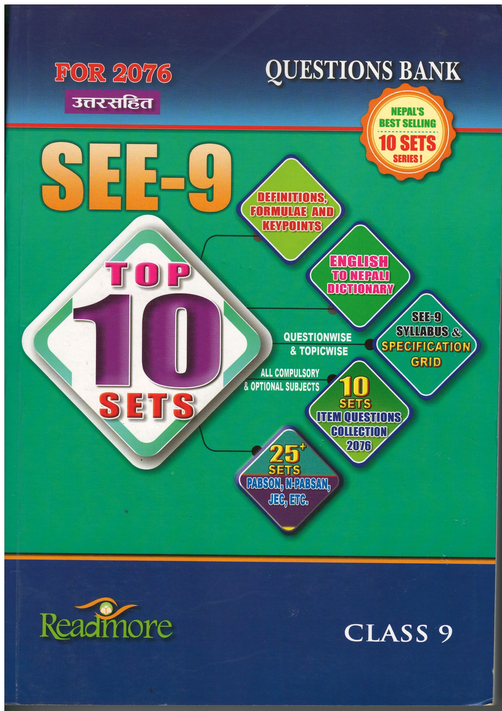 FOR 2076
उत्तरसहित
QUESTIONS BANK
NEPAL'S
BEST SELLING
10 SETS
SERIES !
SEE-9
DEFINITIONS,
FORMULAE AND
KEYPOINTS
ENGLISH
TO NEPALI
DICTIONARY
TOP
10
SETS
SEE-9
SYLLABUS &
SPECIFICATION
GRID
QUESTIONWISE
& TOPICWISE
ALL COMPULSORY
& OPTIONAL SUBJECTS
10
SETS
ITEM QUESTIONS
COLLECTION
2076
25+
SETS
PABSON, N-PABSAN,
JEC, ETC.
Readmore
CLASS 9